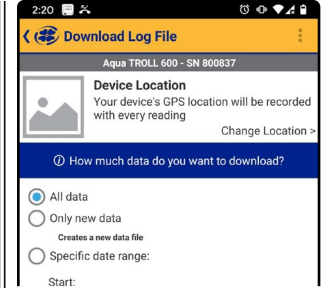 2:20
Download Log File
Aqua TROLL 600 - SN 800837
Device Location
Your device's GPS location will be recorded
with every reading
Change Location >
How much data do you want to download?
All data
Only new data
Creates a new data file
Specific date range:
Start: